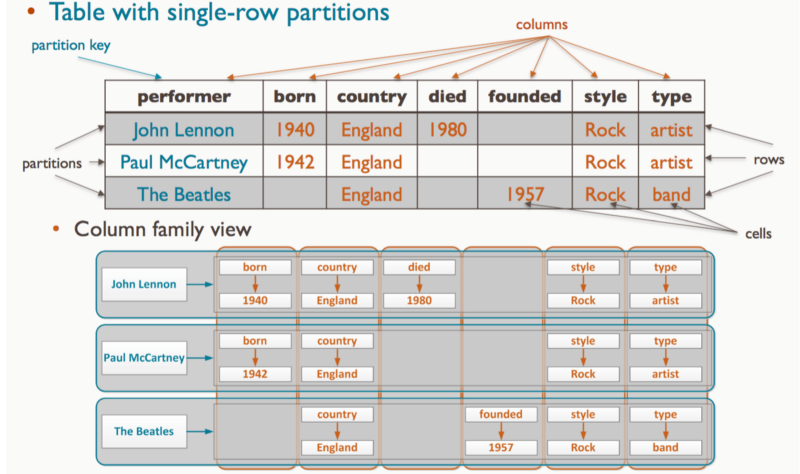 • Table with single-row partitions
columns
partition key
performer born country died founded style type
John Lennon 1940 England 1980 Rock artist
partitions Paul McCartney 1942 England Rock artist rows
The Beatles England 1957 Rock band
• Column family view
cells
born country died style type
John Lennon
1940 England 1980 Rock artist
born country style type
Paul McCartney
1942 England Rock artist
country founded style type
The Beatles
England 1957 Rock band